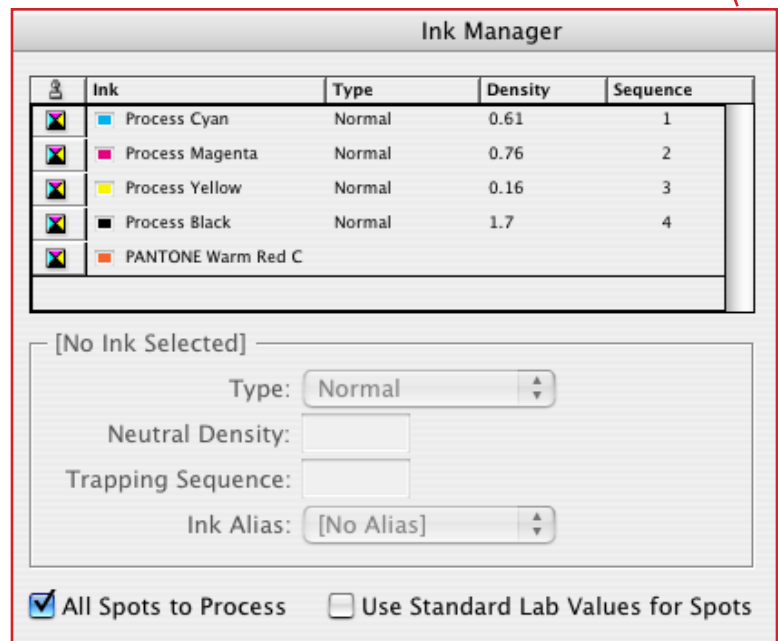 Ink Manager
Ink Type Density Sequence
Process Cyan Normal 0.61 1
Process Magenta Normal 0.76 2
Process Yellow Normal 0.16 3
Process Black Normal 1.7 4
PANTONE Warm Red C
[No Ink Selected]
Type: Normal
Neutral Density:
Trapping Sequence:
Ink Alias: [No Alias]
All Spots to Process Use Standard Lab Values for Spots